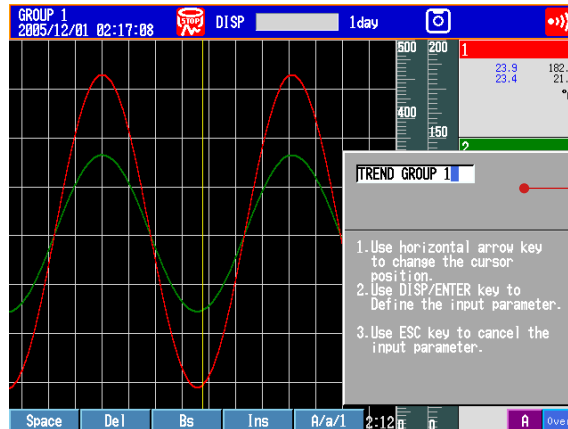 GROUP 1
2005/12/01 02:17:08
STOP
DISP
1day
500 200
400
150
1
23.9 182.
23.4 21.
2
TREND GROUP 1
1.Use horizontal arrow key
to change the cursor
position.
2.Use DISP/ENTER key to
Define the input parameter.
3.Use ESC key to cancel the
input parameter.
Space Del Bs Ins A/a/1 2:12 0 0 A Over